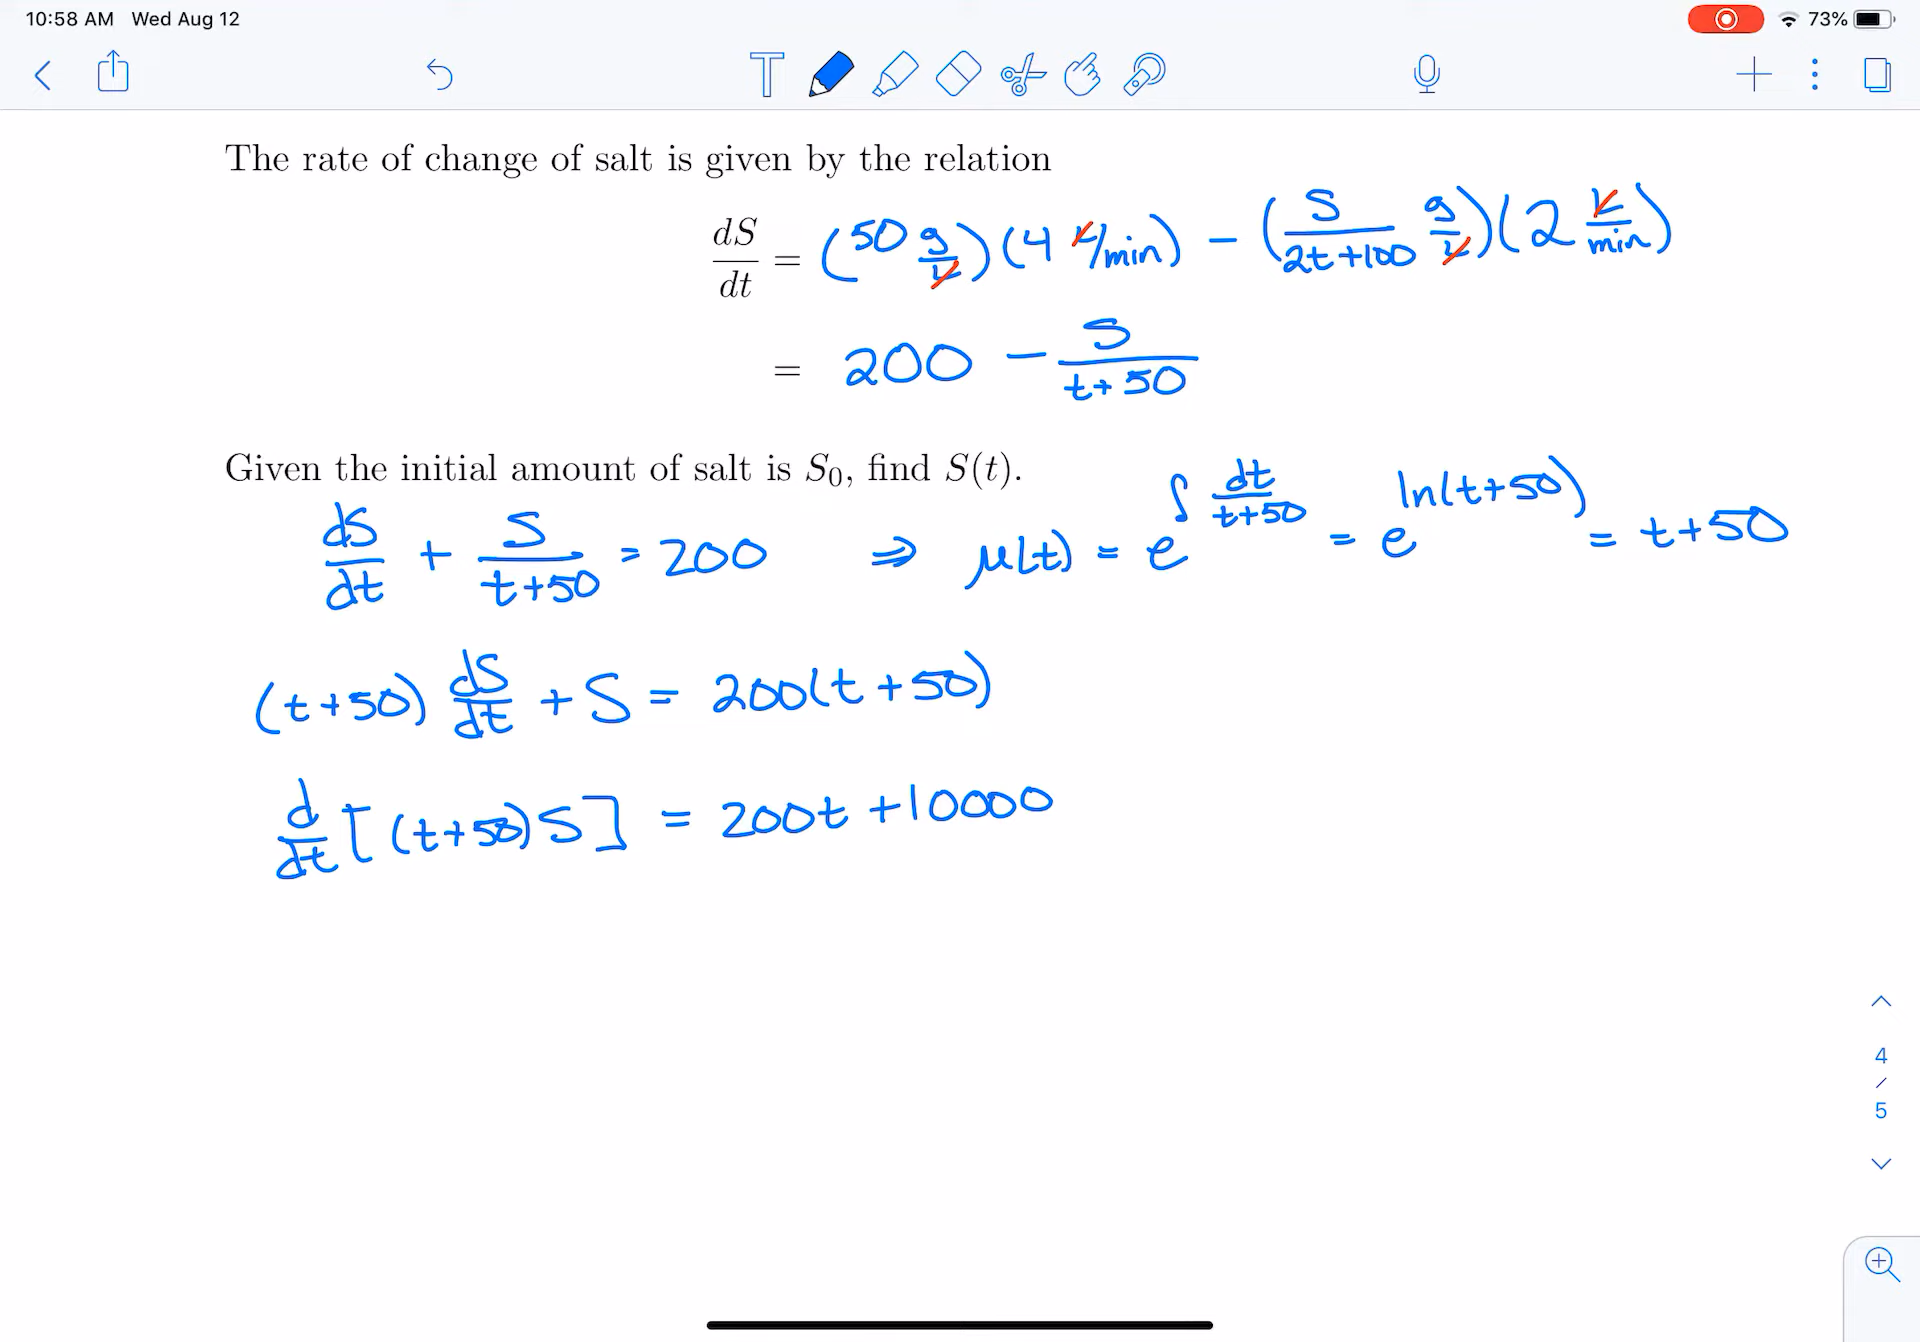 10:58 AM Wed Aug 12 73%
T
The rate of change of salt is given by the relation
dS/dt = (50 g/L)(4 L/min) − (S/(2t+100) g/L)(2 L/min)
= 200 − S/(t+50)
Given the initial amount of salt is S₀, find S(t).
dS/dt + S/(t+50) = 200 ⇒ μ(t) = e^(∫ dt/(t+50)) = e^(ln(t+50)) = t+50
(t+50) dS/dt + S = 200(t+50)
d/dt [(t+50)S] = 200t + 10000
4
/
5